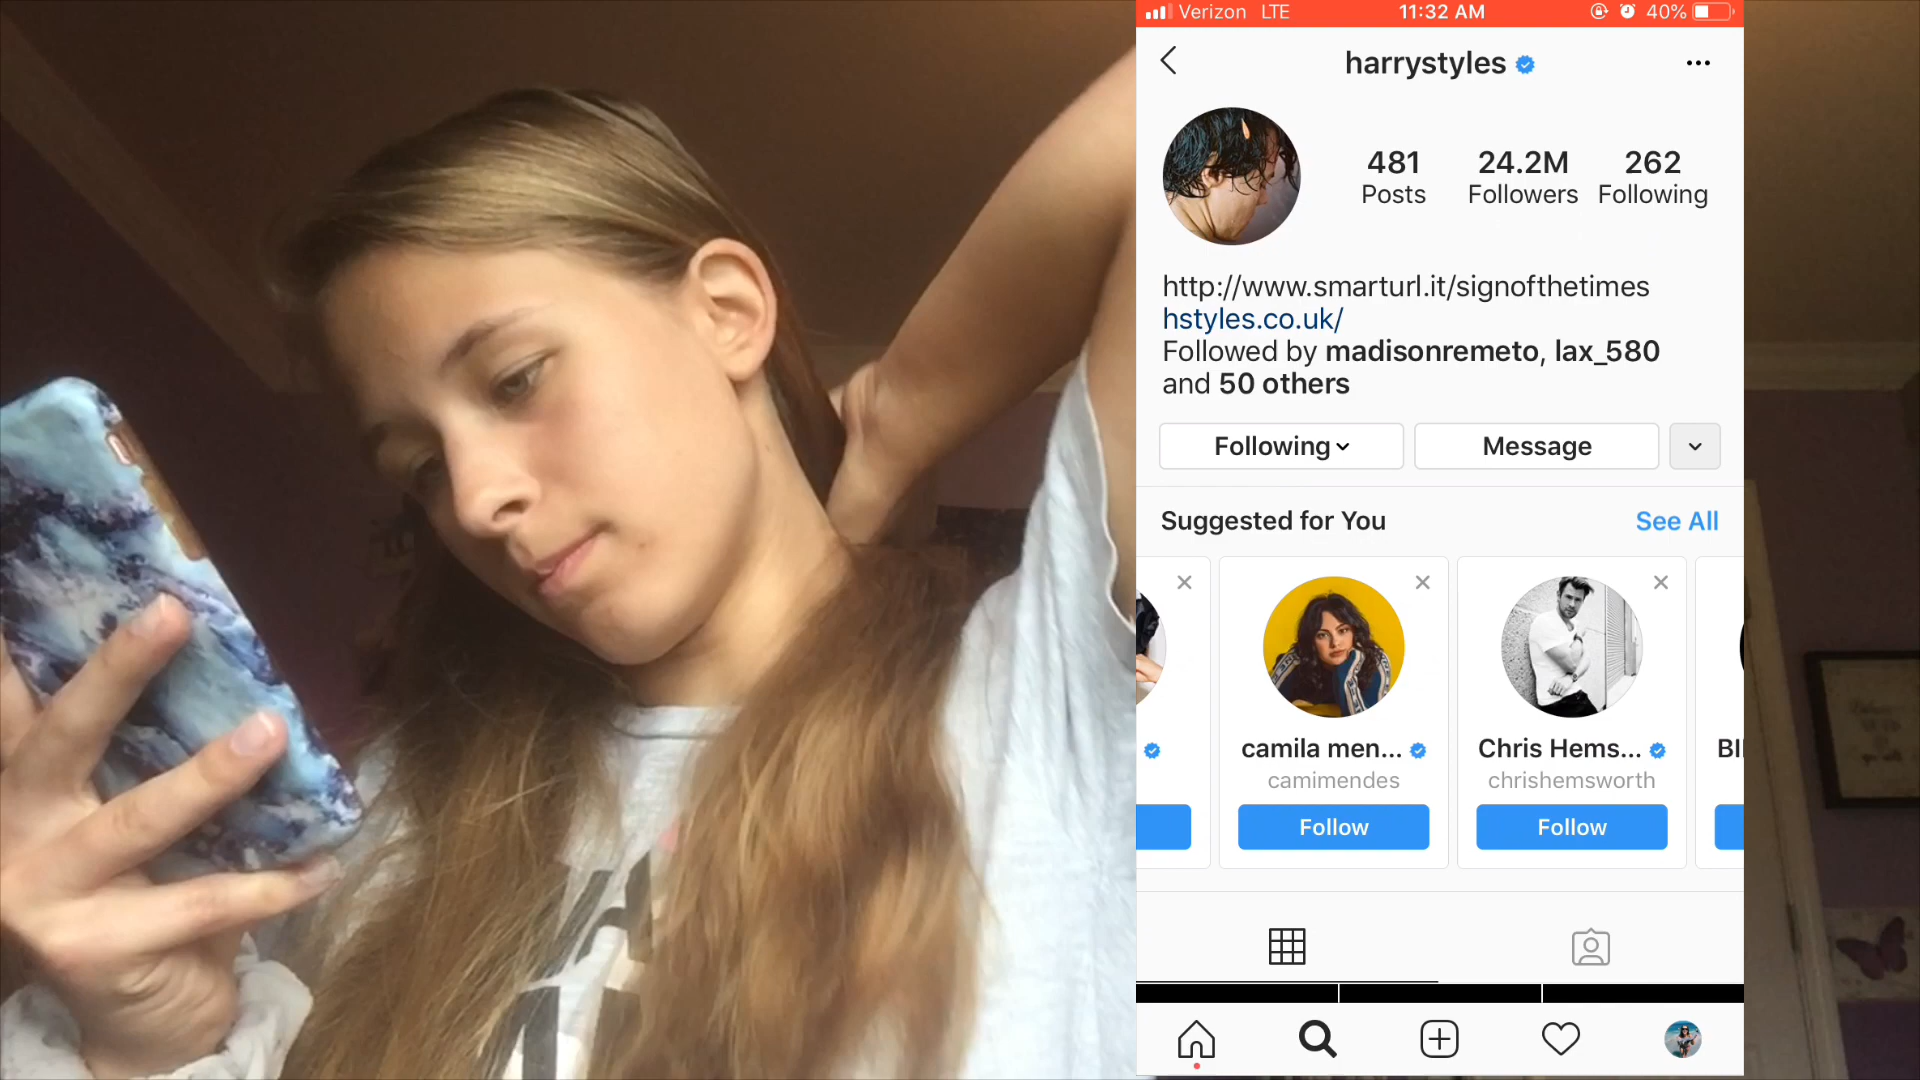 Verizon LTE 11:32 AM 40%
harrystyles
481 24.2M 262
Posts Followers Following
http://www.smarturl.it/signofthetimes
hstyles.co.uk/
Followed by madisonremeto, lax_580
and 50 others
Following Message
Suggested for You See All
camila men... Chris Hems... BI
camimendes chrishemsworth
Follow Follow